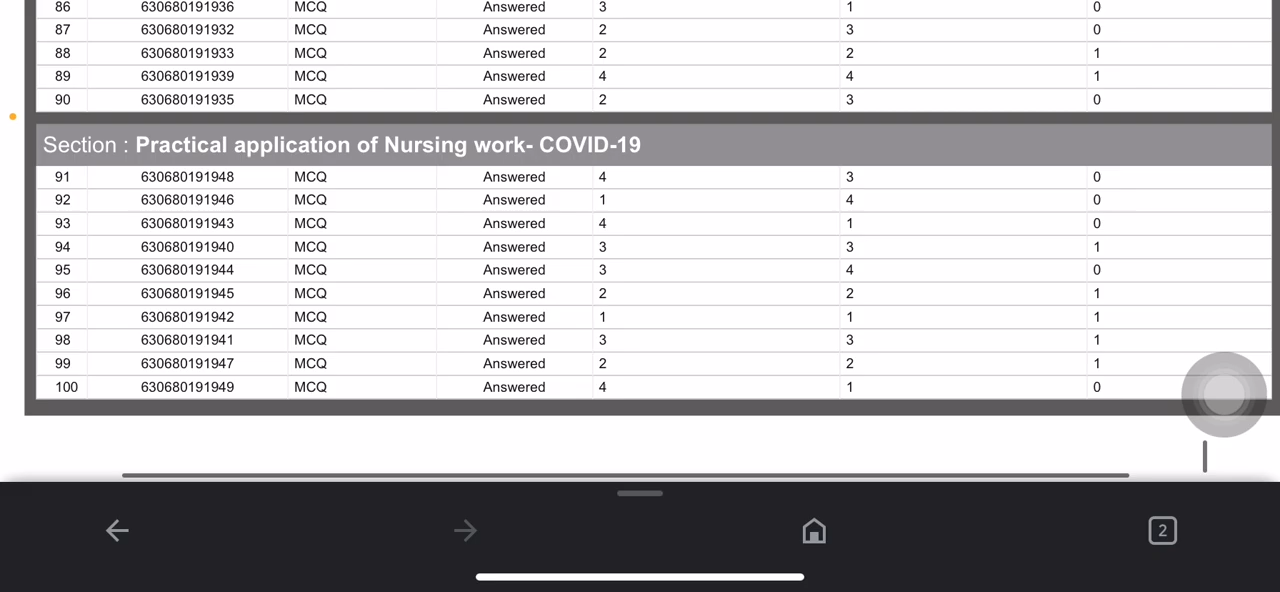 86 630680191936 MCQ Answered 3 1 0
87 630680191932 MCQ Answered 2 3 0
88 630680191933 MCQ Answered 2 2 1
89 630680191939 MCQ Answered 4 4 1
90 630680191935 MCQ Answered 2 3 0
Section : Practical application of Nursing work- COVID-19
91 630680191948 MCQ Answered 4 3 0
92 630680191946 MCQ Answered 1 4 0
93 630680191943 MCQ Answered 4 1 0
94 630680191940 MCQ Answered 3 3 1
95 630680191944 MCQ Answered 3 4 0
96 630680191945 MCQ Answered 2 2 1
97 630680191942 MCQ Answered 1 1 1
98 630680191941 MCQ Answered 3 3 1
99 630680191947 MCQ Answered 2 2 1
100 630680191949 MCQ Answered 4 1 0
2